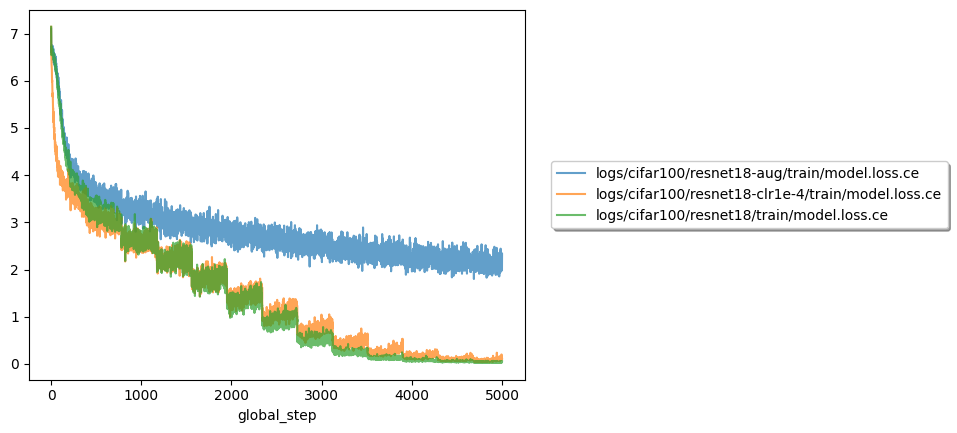 7
6
5
4
3
2
1
0
0 1000 2000 3000 4000 5000
global_step
logs/cifar100/resnet18-aug/train/model.loss.ce
logs/cifar100/resnet18-clr1e-4/train/model.loss.ce
logs/cifar100/resnet18/train/model.loss.ce